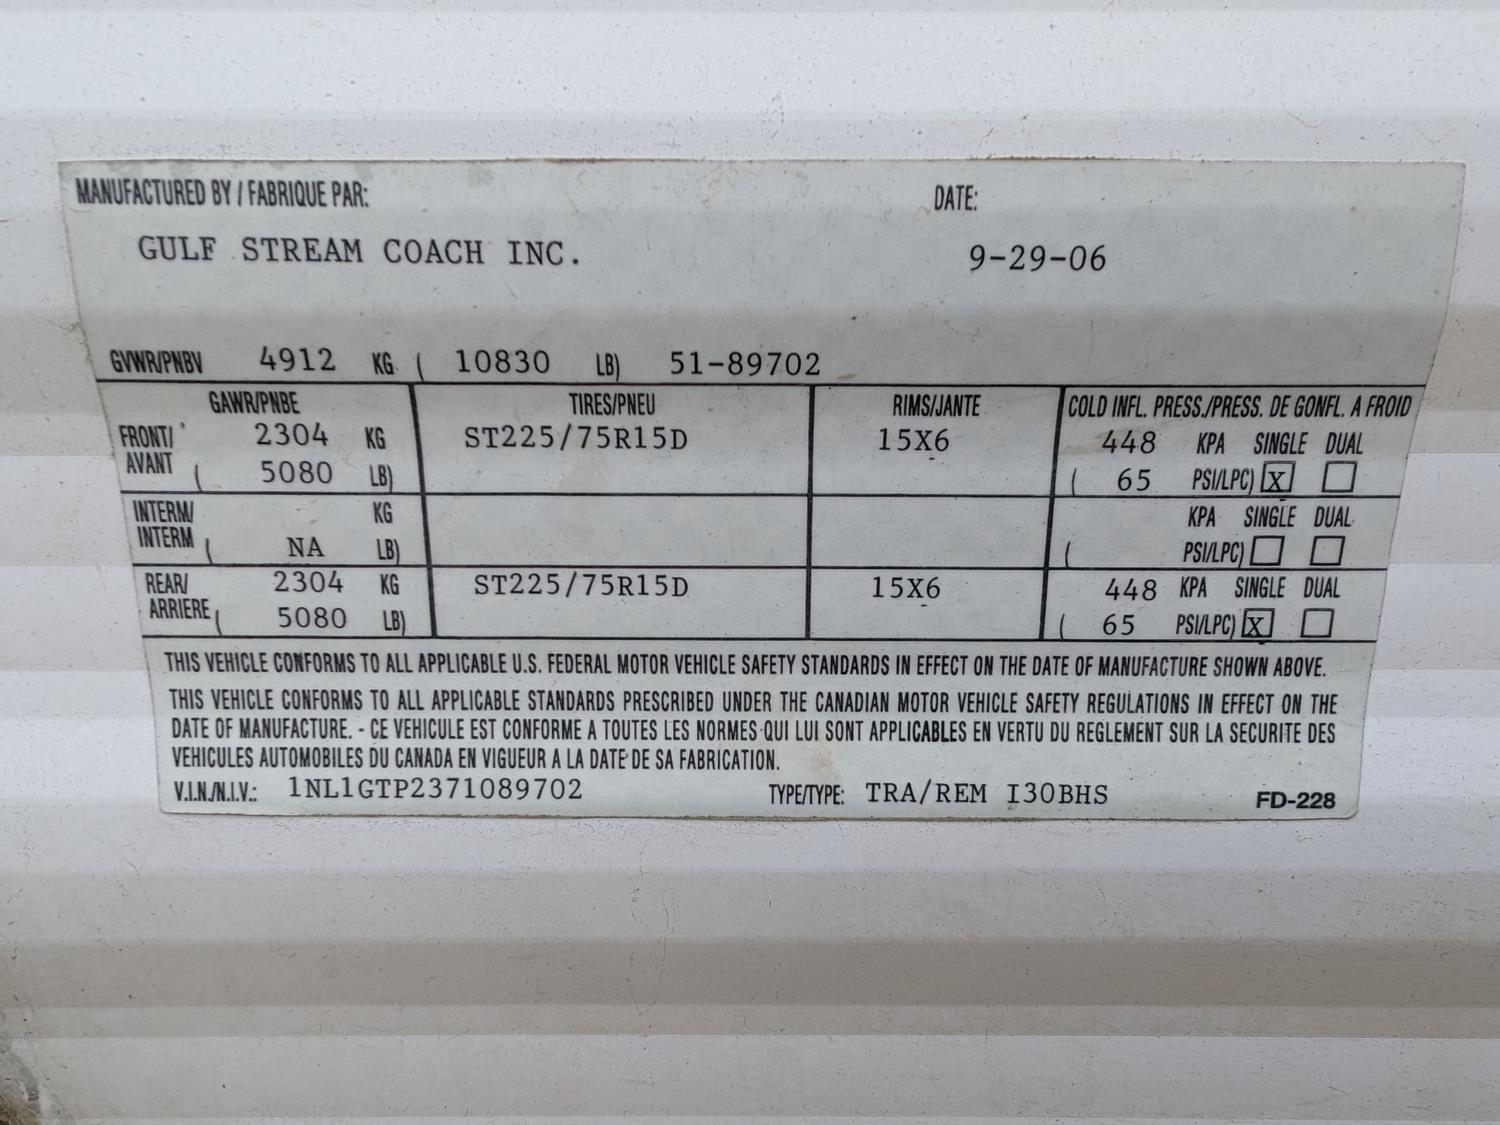 MANUFACTURED BY / FABRIQUE PAR: DATE:
GULF STREAM COACH INC. 9-29-06
GVWR/PNBV 4912 KG ( 10830 LB) 51-89702
GAWR/PNBE TIRES/PNEU RIMS/JANTE COLD INFL. PRESS./PRESS. DE GONFL. A FROID
FRONT/ 2304 KG ST225/75R15D 15X6 448 KPA SINGLE DUAL
AVANT ( 5080 LB) ( 65 PSI/LPC) X
INTERM/ KG KPA SINGLE DUAL
INTERM ( NA LB) ( PSI/LPC)
REAR/ 2304 KG ST225/75R15D 15X6 448 KPA SINGLE DUAL
ARRIERE ( 5080 LB) ( 65 PSI/LPC) X
THIS VEHICLE CONFORMS TO ALL APPLICABLE U.S. FEDERAL MOTOR VEHICLE SAFETY STANDARDS IN EFFECT ON THE DATE OF MANUFACTURE SHOWN ABOVE.
THIS VEHICLE CONFORMS TO ALL APPLICABLE STANDARDS PRESCRIBED UNDER THE CANADIAN MOTOR VEHICLE SAFETY REGULATIONS IN EFFECT ON THE
DATE OF MANUFACTURE. - CE VEHICULE EST CONFORME A TOUTES LES NORMES QUI LUI SONT APPLICABLES EN VERTU DU REGLEMENT SUR LA SECURITE DES
VEHICULES AUTOMOBILES DU CANADA EN VIGUEUR A LA DATE DE SA FABRICATION.
V.I.N./N.I.V.: 1NL1GTP2371089702 TYPE/TYPE: TRA/REM I30BHS FD-228